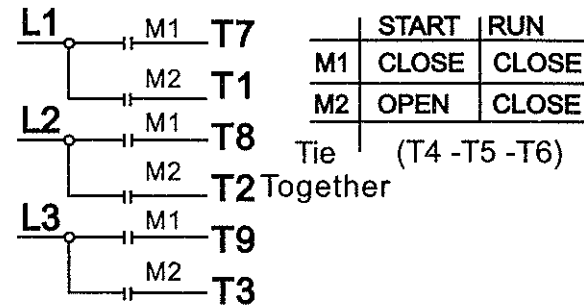 L1 M1 T7
M2 T1
L2 M1 T8
M2 T2
L3 M1 T9
M2 T3
START RUN
M1 CLOSE CLOSE
M2 OPEN CLOSE
Tie (T4 -T5 -T6)
Together